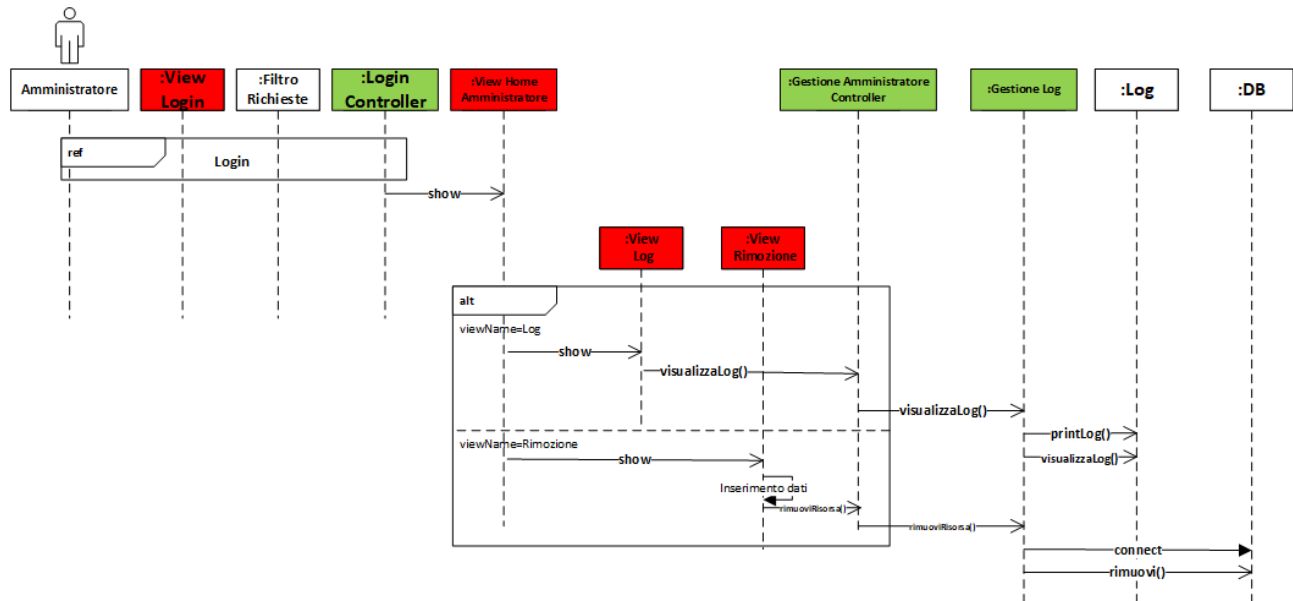 Amministratore
:View
Login
:Filtro
Richieste
:Login
Controller
:View Home
Amministratore
:Gestione Amministratore
Controller
:Gestione Log
:Log
:DB
ref
Login
show
:View
Log
:View
Rimozione
alt
viewName=Log
show
visualizzaLog()
visualizzaLog()
printLog()
visualizzaLog()
viewName=Rimozione
show
Inserimento dati
rimuoviRisorsa()
rimuoviRisorsa()
connect
rimuovi()